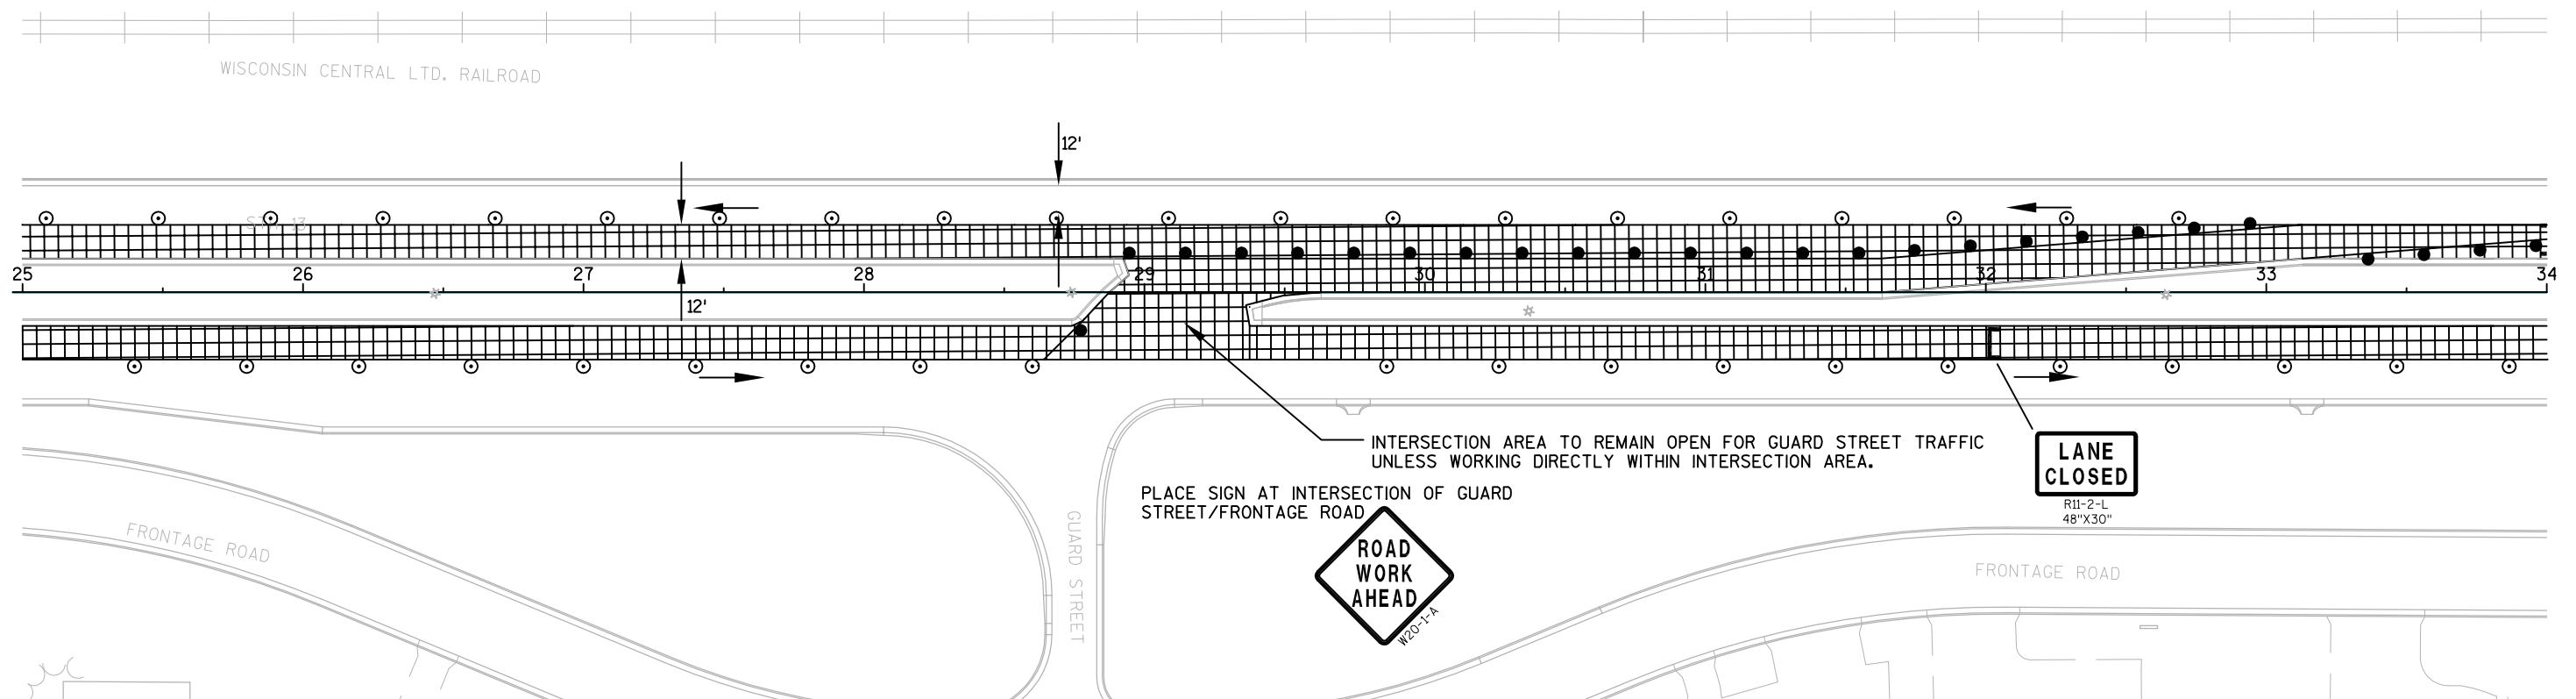 WISCONSIN CENTRAL LTD. RAILROAD
12'
STH 13
25 26 27 28 29 30 31 32 33 34
12'
INTERSECTION AREA TO REMAIN OPEN FOR GUARD STREET TRAFFIC
UNLESS WORKING DIRECTLY WITHIN INTERSECTION AREA.
LANE
CLOSED
R11-2-L
48"X30"
PLACE SIGN AT INTERSECTION OF GUARD
STREET/FRONTAGE ROAD
ROAD
WORK
AHEAD
W20-1-A
FRONTAGE ROAD
GUARD STREET
FRONTAGE ROAD